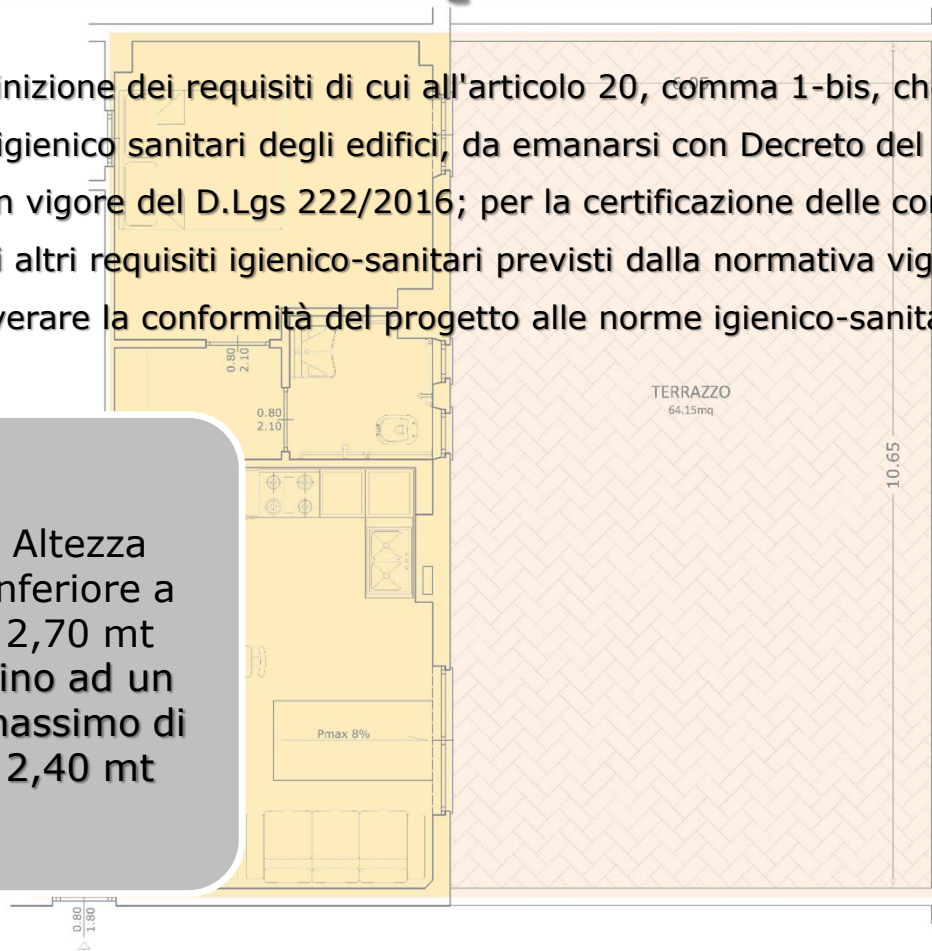 inizione dei requisiti di cui all'articolo 20, comma 1-bis, ch
igienico sanitari degli edifici, da emanarsi con Decreto del
n vigore del D.Lgs 222/2016; per la certificazione delle co
i altri requisiti igienico-sanitari previsti dalla normativa vig
verare la conformità del progetto alle norme igienico-sanita
0.80
2.10
0.80
2.10
TERRAZZO
64.15mq
10.65
Altezza
nferiore a
2,70 mt
ino ad un
massimo di
2,40 mt
Pmax 8%
0.80
1.80